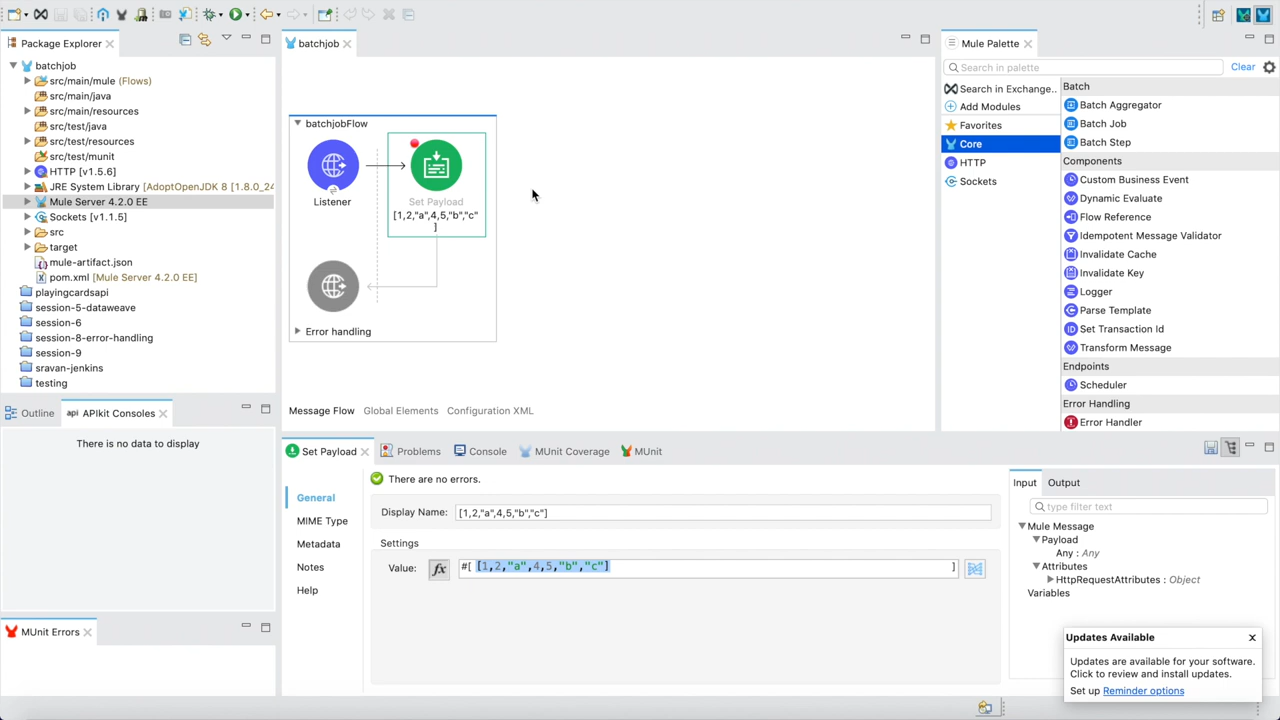 Package Explorer
batchjob
src/main/mule (Flows)
src/main/java
src/main/resources
src/test/java
src/test/resources
src/test/munit
HTTP [v1.5.6]
JRE System Library [AdoptOpenJDK 8 [1.8.0_24
Mule Server 4.2.0 EE
Sockets [v1.1.5]
src
target
mule-artifact.json
pom.xml [Mule Server 4.2.0 EE]
playingcardsapi
session-5-dataweave
session-6
session-8-error-handling
session-9
sravan-jenkins
testing
Outline
api APIkit Consoles
There is no data to display
MUnit Errors
batchjob
batchjobFlow
Listener
Set Payload
[1,2,"a",4,5,"b","c"
]
Error handling
Message Flow Global Elements Configuration XML
Set Payload
Problems
Console
MUnit Coverage
MUnit
There are no errors.
General
MIME Type
Metadata
Notes
Help
Display Name: [1,2,"a",4,5,"b","c"]
Settings
Value: fx #[ [1,2,"a",4,5,"b","c"] ]
Input Output
type filter text
Mule Message
Payload
Any : Any
Attributes
HttpRequestAttributes : Object
Variables
Updates Available
Updates are available for your software.
Click to review and install updates.
Set up Reminder options
Mule Palette
Search in palette
Clear
Search in Exchange..
Add Modules
Favorites
Core
HTTP
Sockets
Batch
Batch Aggregator
Batch Job
Batch Step
Components
Custom Business Event
Dynamic Evaluate
Flow Reference
Idempotent Message Validator
Invalidate Cache
Invalidate Key
Logger
Parse Template
Set Transaction Id
Transform Message
Endpoints
Scheduler
Error Handling
Error Handler